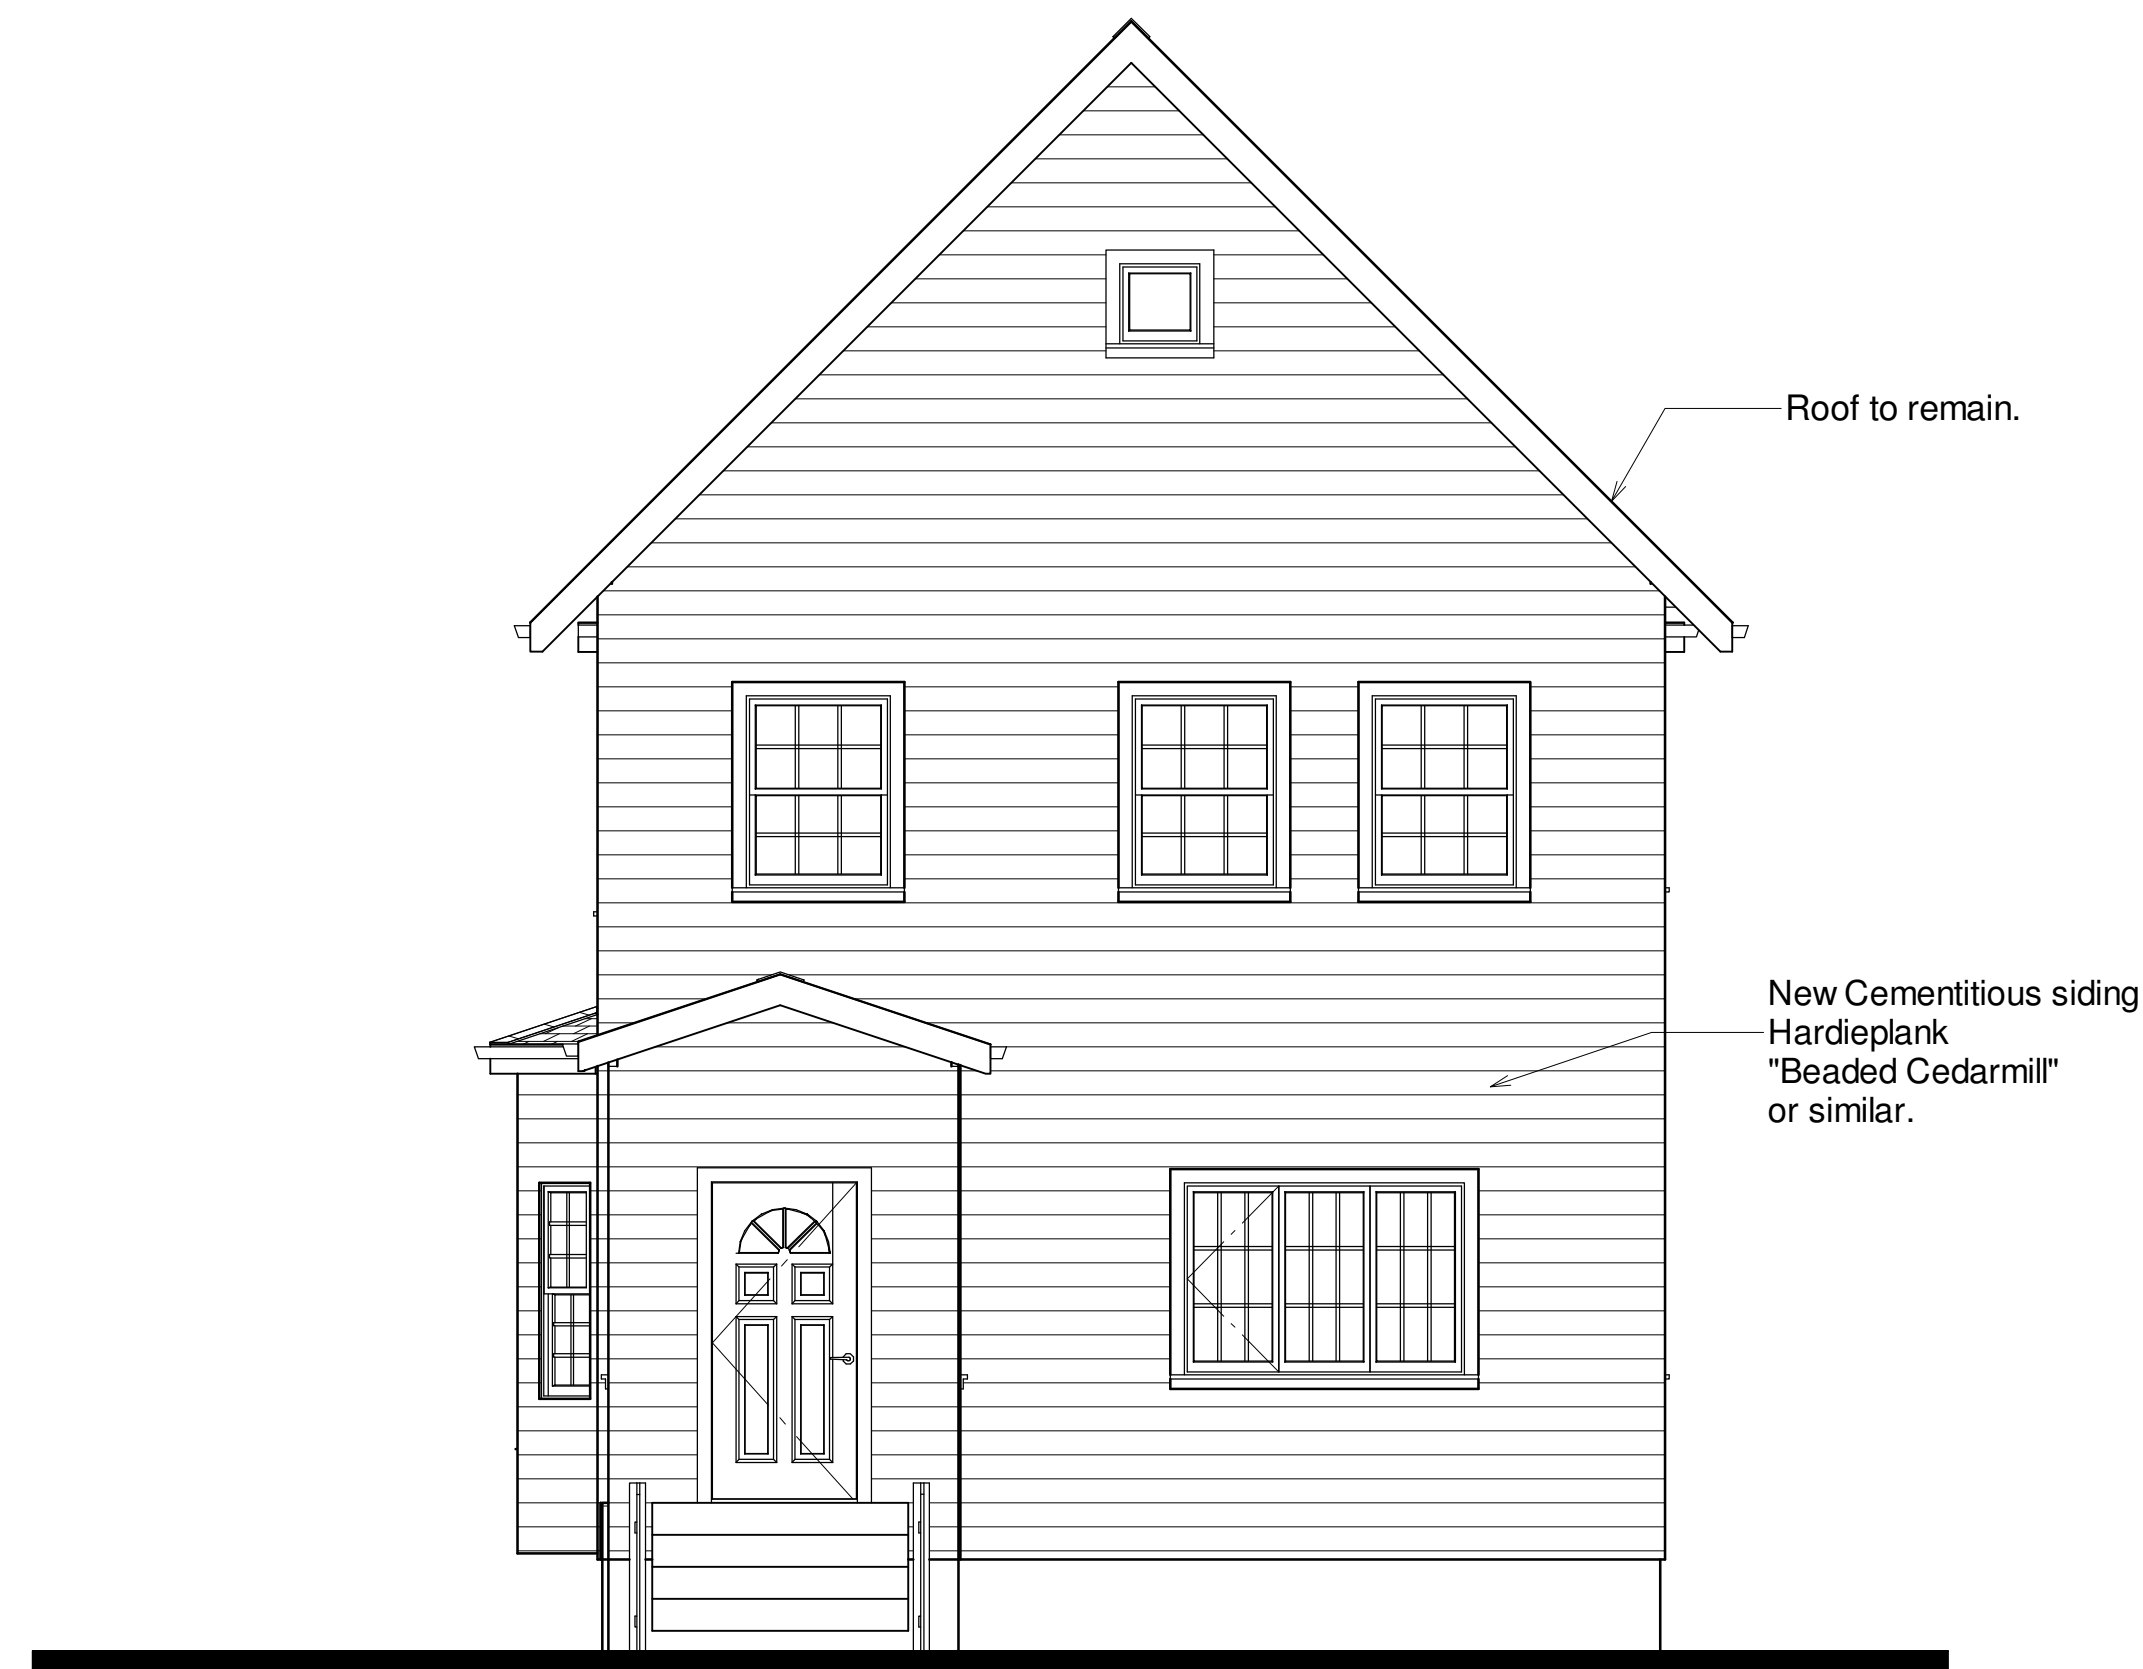 Roof to remain.
New Cementitious siding
Hardieplank
"Beaded Cedarmill"
or similar.